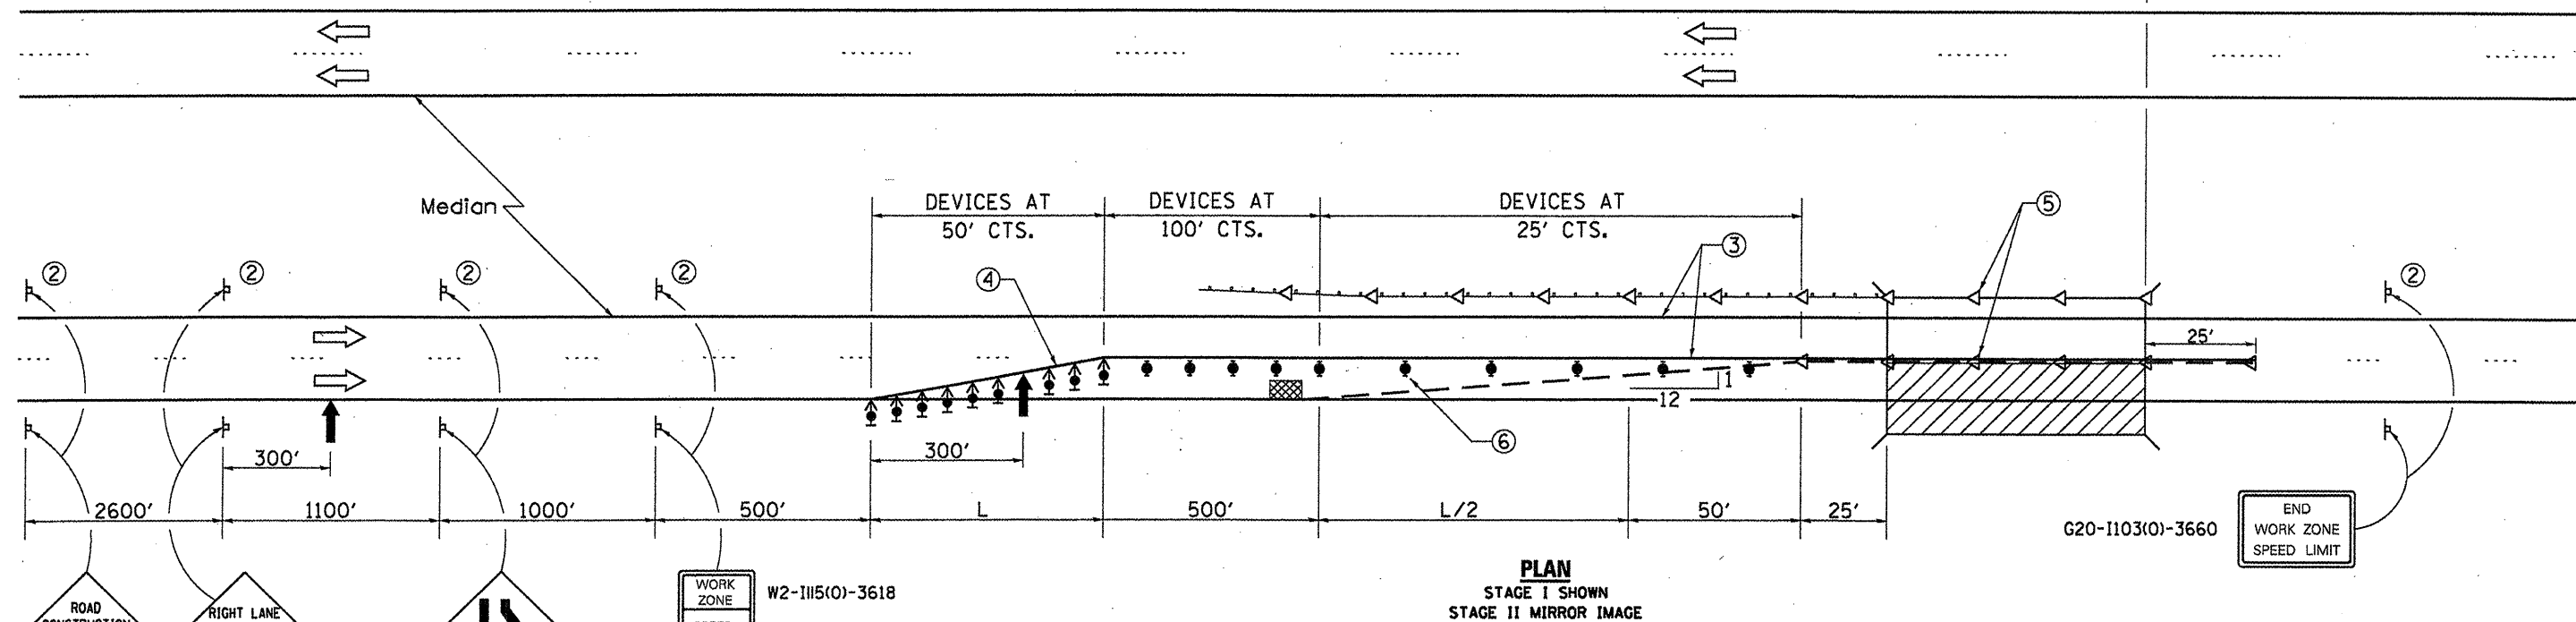 DEVICES AT
50' CTS.
DEVICES AT
100' CTS.
DEVICES AT
25' CTS.
Median
5
3
2
2
2
2
4
2
25'
1
12
6
300'
300'
2600'
1100'
1000'
500'
L
500'
L/2
50'
25'
G20-I103(0)-3660
END
WORK ZONE
SPEED LIMIT
ROAD
RIGHT LANE
WORK
ZONE
W2-I115(0)-3618
PLAN
STAGE I SHOWN
STAGE II MIRROR IMAGE